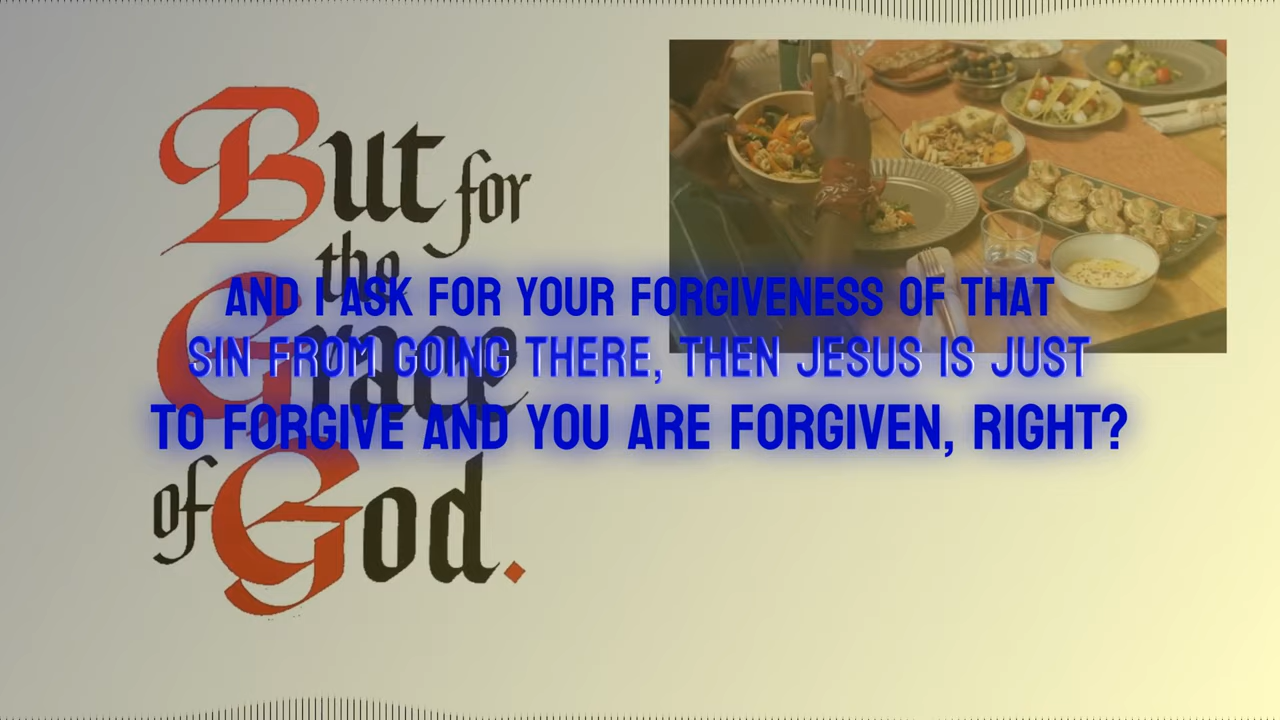 But for
the
Grace
of God.
AND I ASK FOR YOUR FORGIVENESS OF THAT
SIN FROM GOING THERE, THEN JESUS IS JUST
TO FORGIVE AND YOU ARE FORGIVEN, RIGHT?